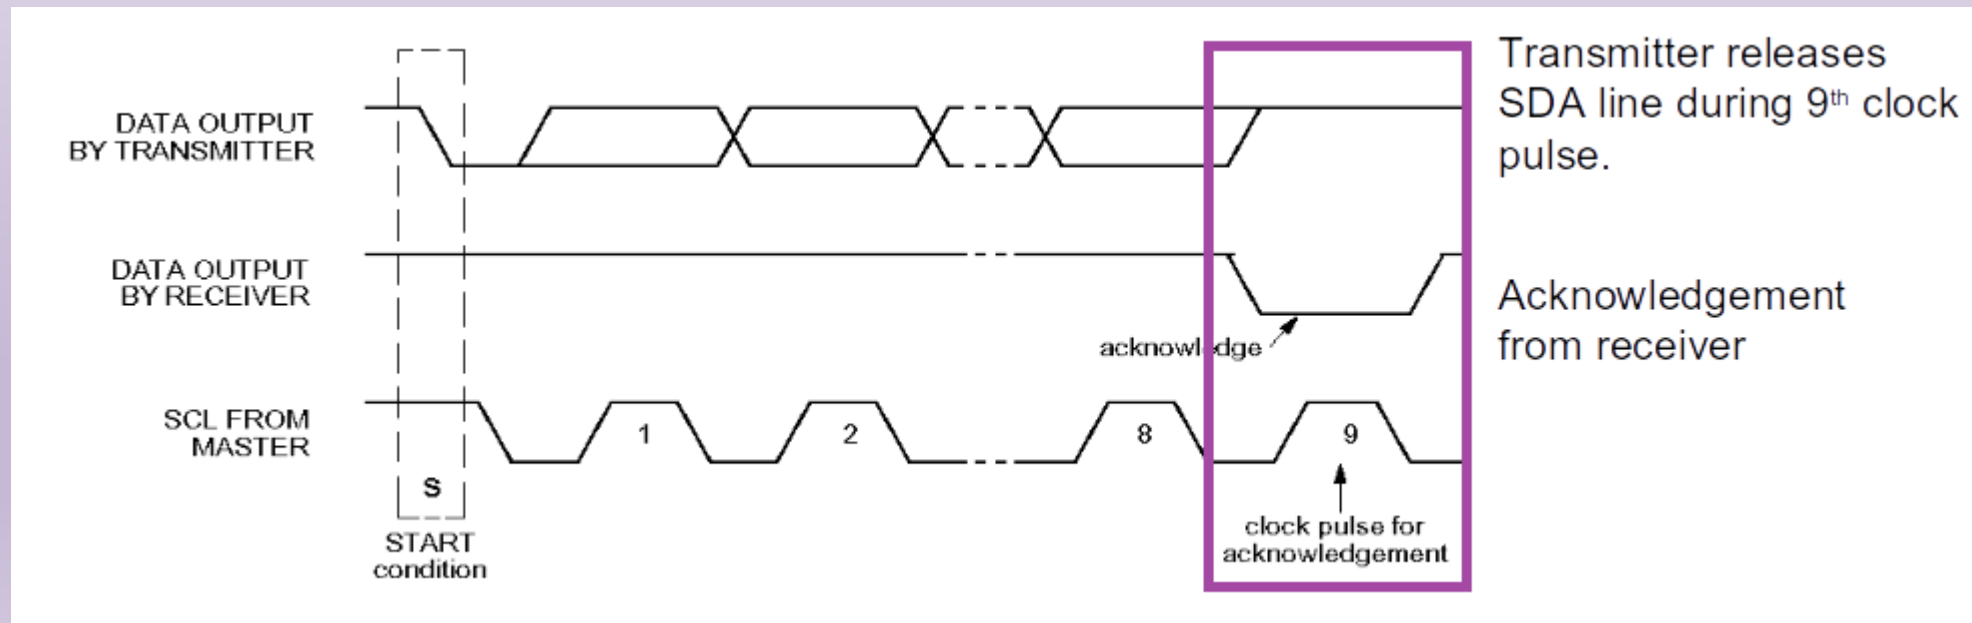 Transmitter releases
SDA line during 9th clock
pulse.
DATA OUTPUT
BY TRANSMITTER
DATA OUTPUT
BY RECEIVER
Acknowledgement
from receiver
acknowledge
SCL FROM
MASTER
1
2
8
9
S
START
condition
clock pulse for
acknowledgement